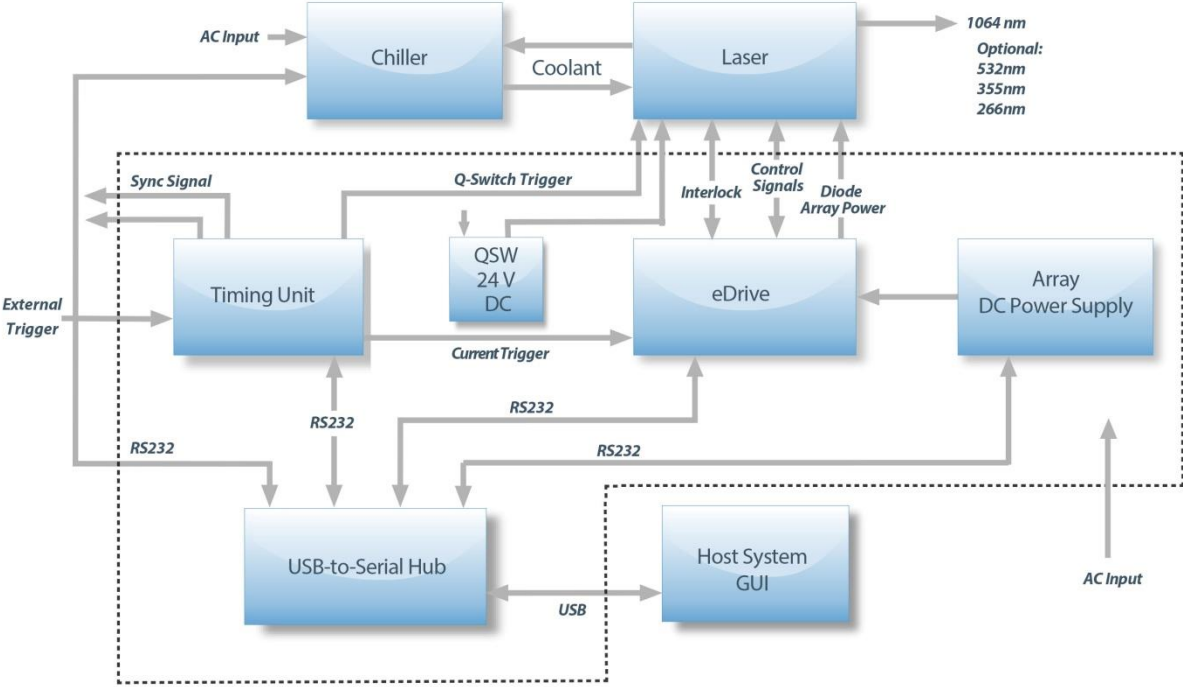 AC Input
Chiller
Coolant
Laser
1064 nm
Optional:
532nm
355nm
266nm
Sync Signal
Q-Switch Trigger
Interlock
Control
Signals
Diode
Array Power
External
Trigger
Timing Unit
QSW
24 V
DC
eDrive
Array
DC Power Supply
Current Trigger
RS232
RS232
RS232
RS232
USB-to-Serial Hub
USB
Host System
GUI
AC Input